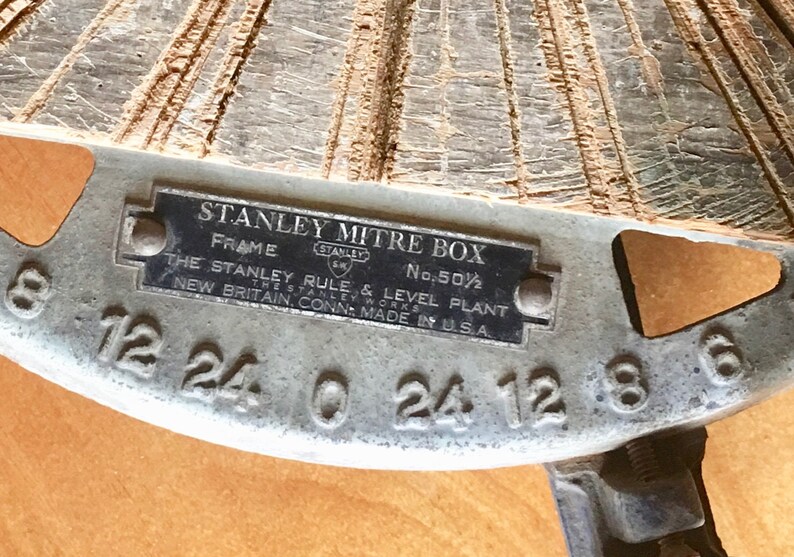 STANLEY MITRE BOX
FRAME STANLEY No. 50½
S.W.
THE STANLEY RULE & LEVEL PLANT
THE STANLEY WORKS
NEW BRITAIN, CONN. MADE IN U.S.A.
8 12 24 0 24 12 8 6